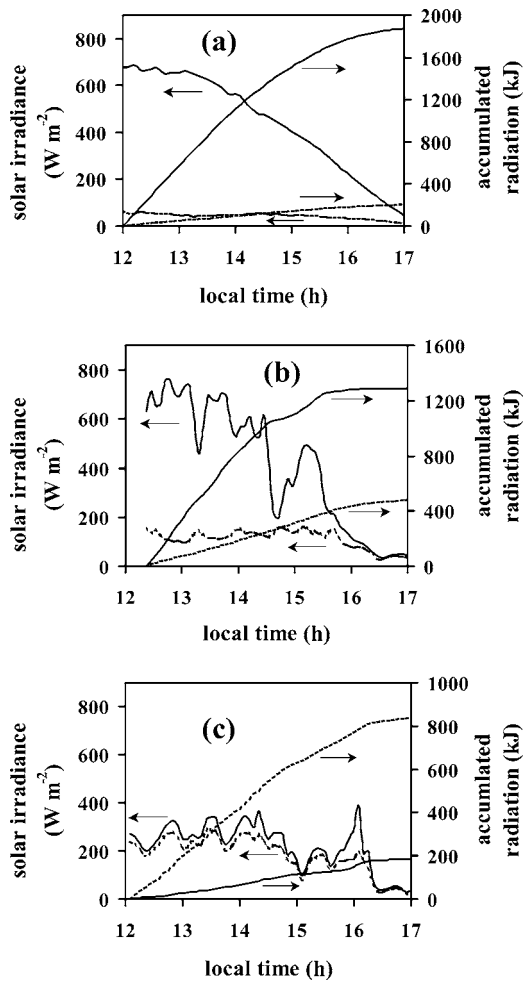 (a)
solar irradiance
(W m-2)
800
600
400
200
0
2000
1600
1200
800
400
0
accumulated
radiation (kJ)
12 13 14 15 16 17
local time (h)
(b)
solar irradiance
(W m-2)
800
600
400
200
0
1600
1200
800
400
0
accumulated
radiation (kJ)
12 13 14 15 16 17
local time (h)
(c)
solar irradiance
(W m-2)
800
600
400
200
0
1000
800
600
400
200
0
accumlated
radiation (kJ)
12 13 14 15 16 17
local time (h)